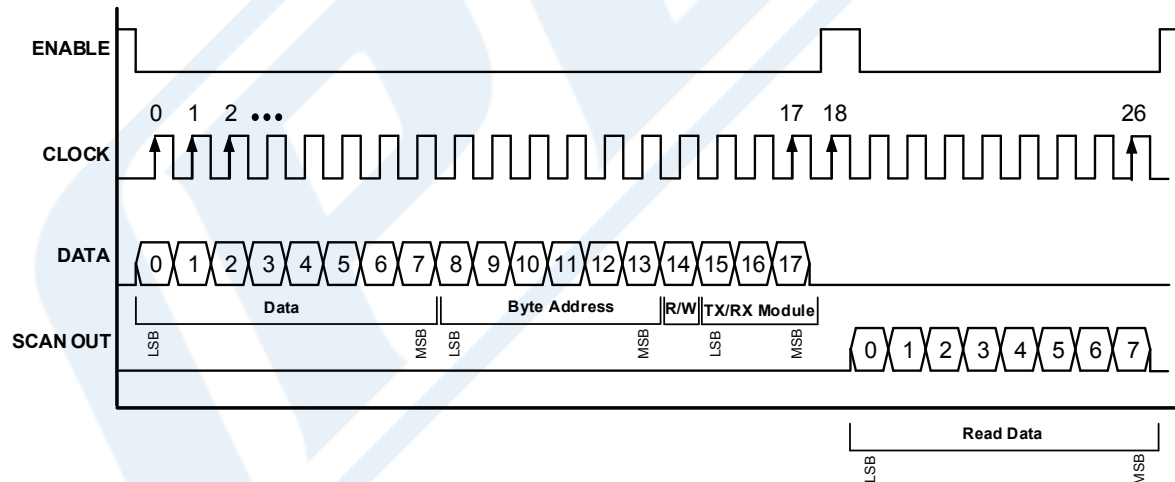 ENABLE
0 1 2 ••• 17 18 26
CLOCK
DATA 0 1 2 3 4 5 6 7 8 9 10 11 12 13 14 15 16 17
Data Byte Address R/W TX/RX Module
LSB MSB LSB MSB LSB MSB
SCAN OUT 0 1 2 3 4 5 6 7
Read Data
LSB MSB